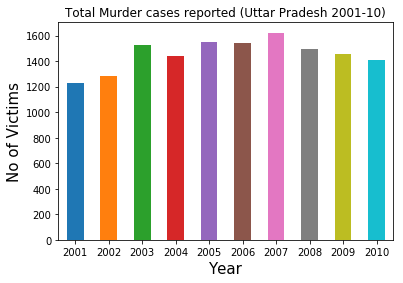 Total Murder cases reported (Uttar Pradesh 2001-10)
No of Victims
1600
1400
1200
1000
800
600
400
200
0
2001 2002 2003 2004 2005 2006 2007 2008 2009 2010
Year